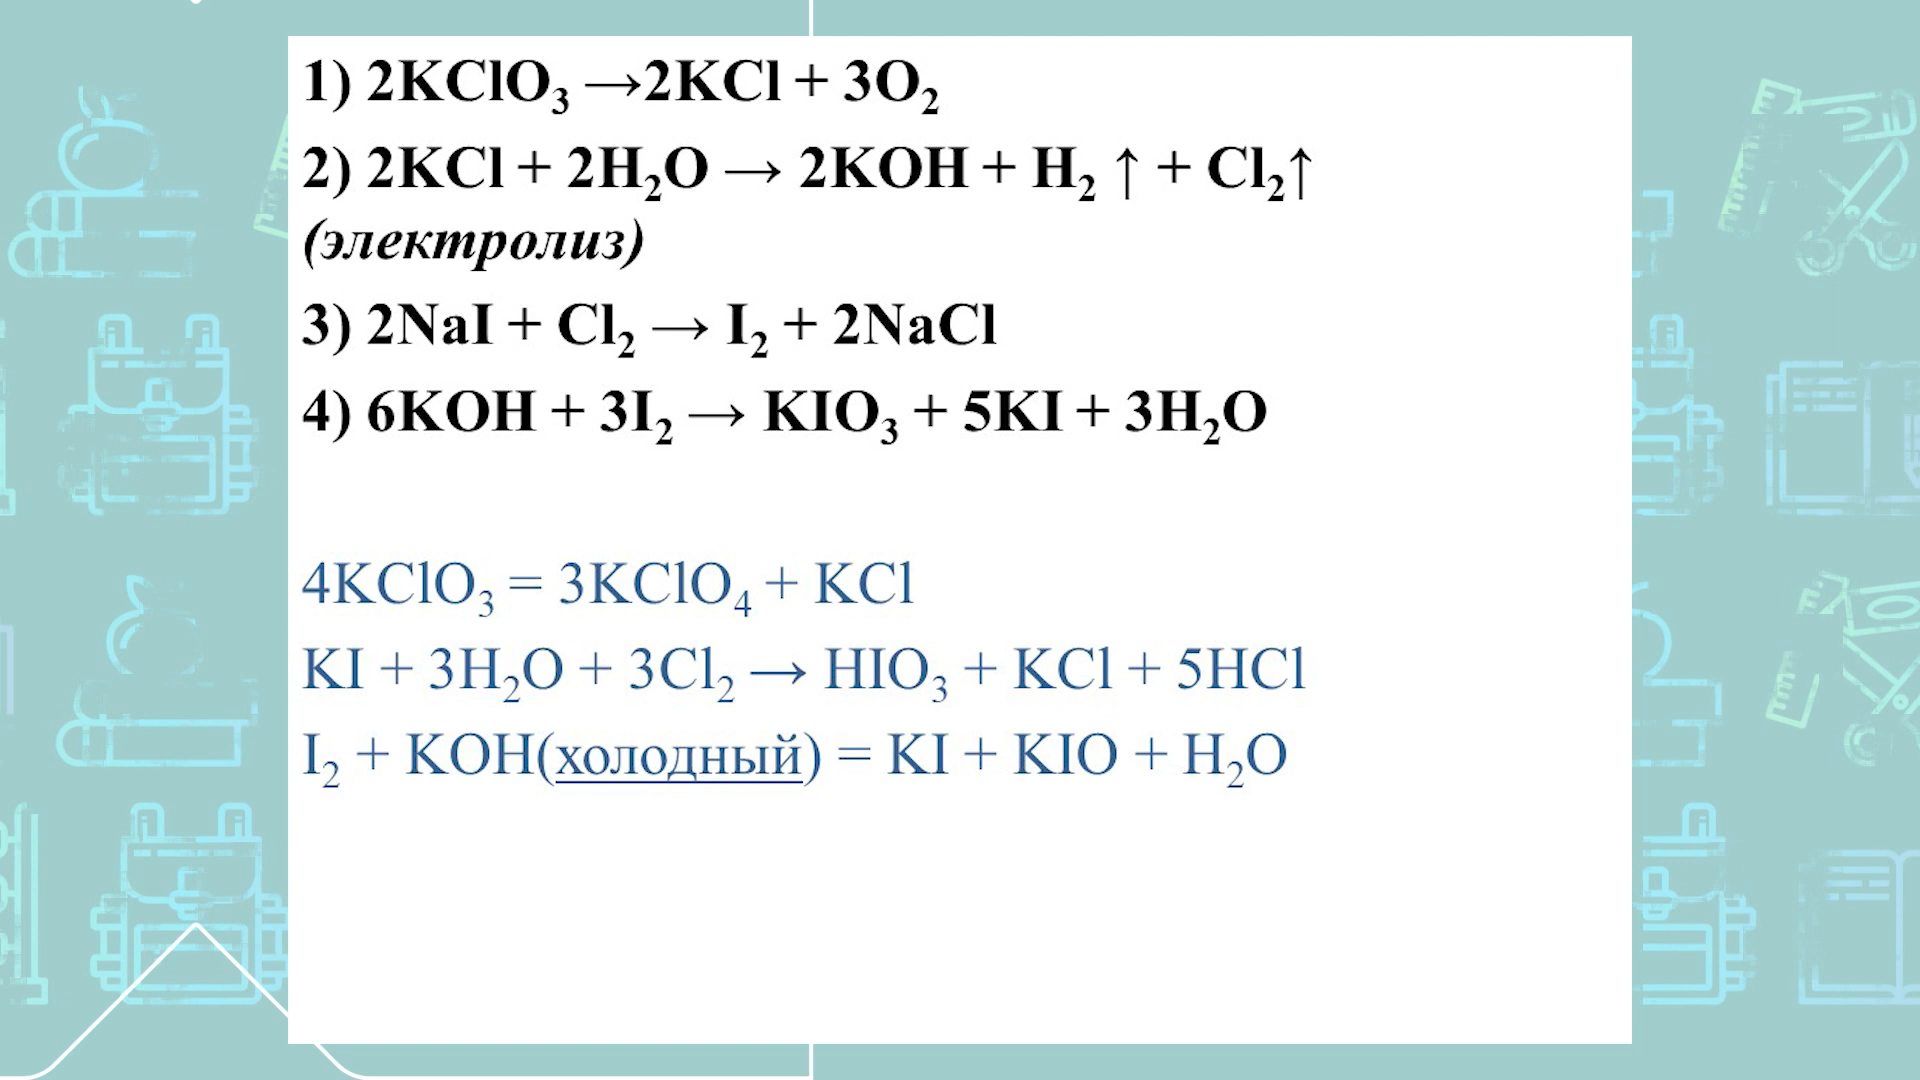 1) 2KClO₃ →2KCl + 3O₂
2) 2KCl + 2H₂O → 2KOH + H₂ ↑ + Cl₂↑
(электролиз)
3) 2NaI + Cl₂ → I₂ + 2NaCl
4) 6KOH + 3I₂ → KIO₃ + 5KI + 3H₂O
4KClO₃ = 3KClO₄ + KCl
KI + 3H₂O + 3Cl₂ → HIO₃ + KCl + 5HCl
I₂ + KOH(холодный) = KI + KIO + H₂O